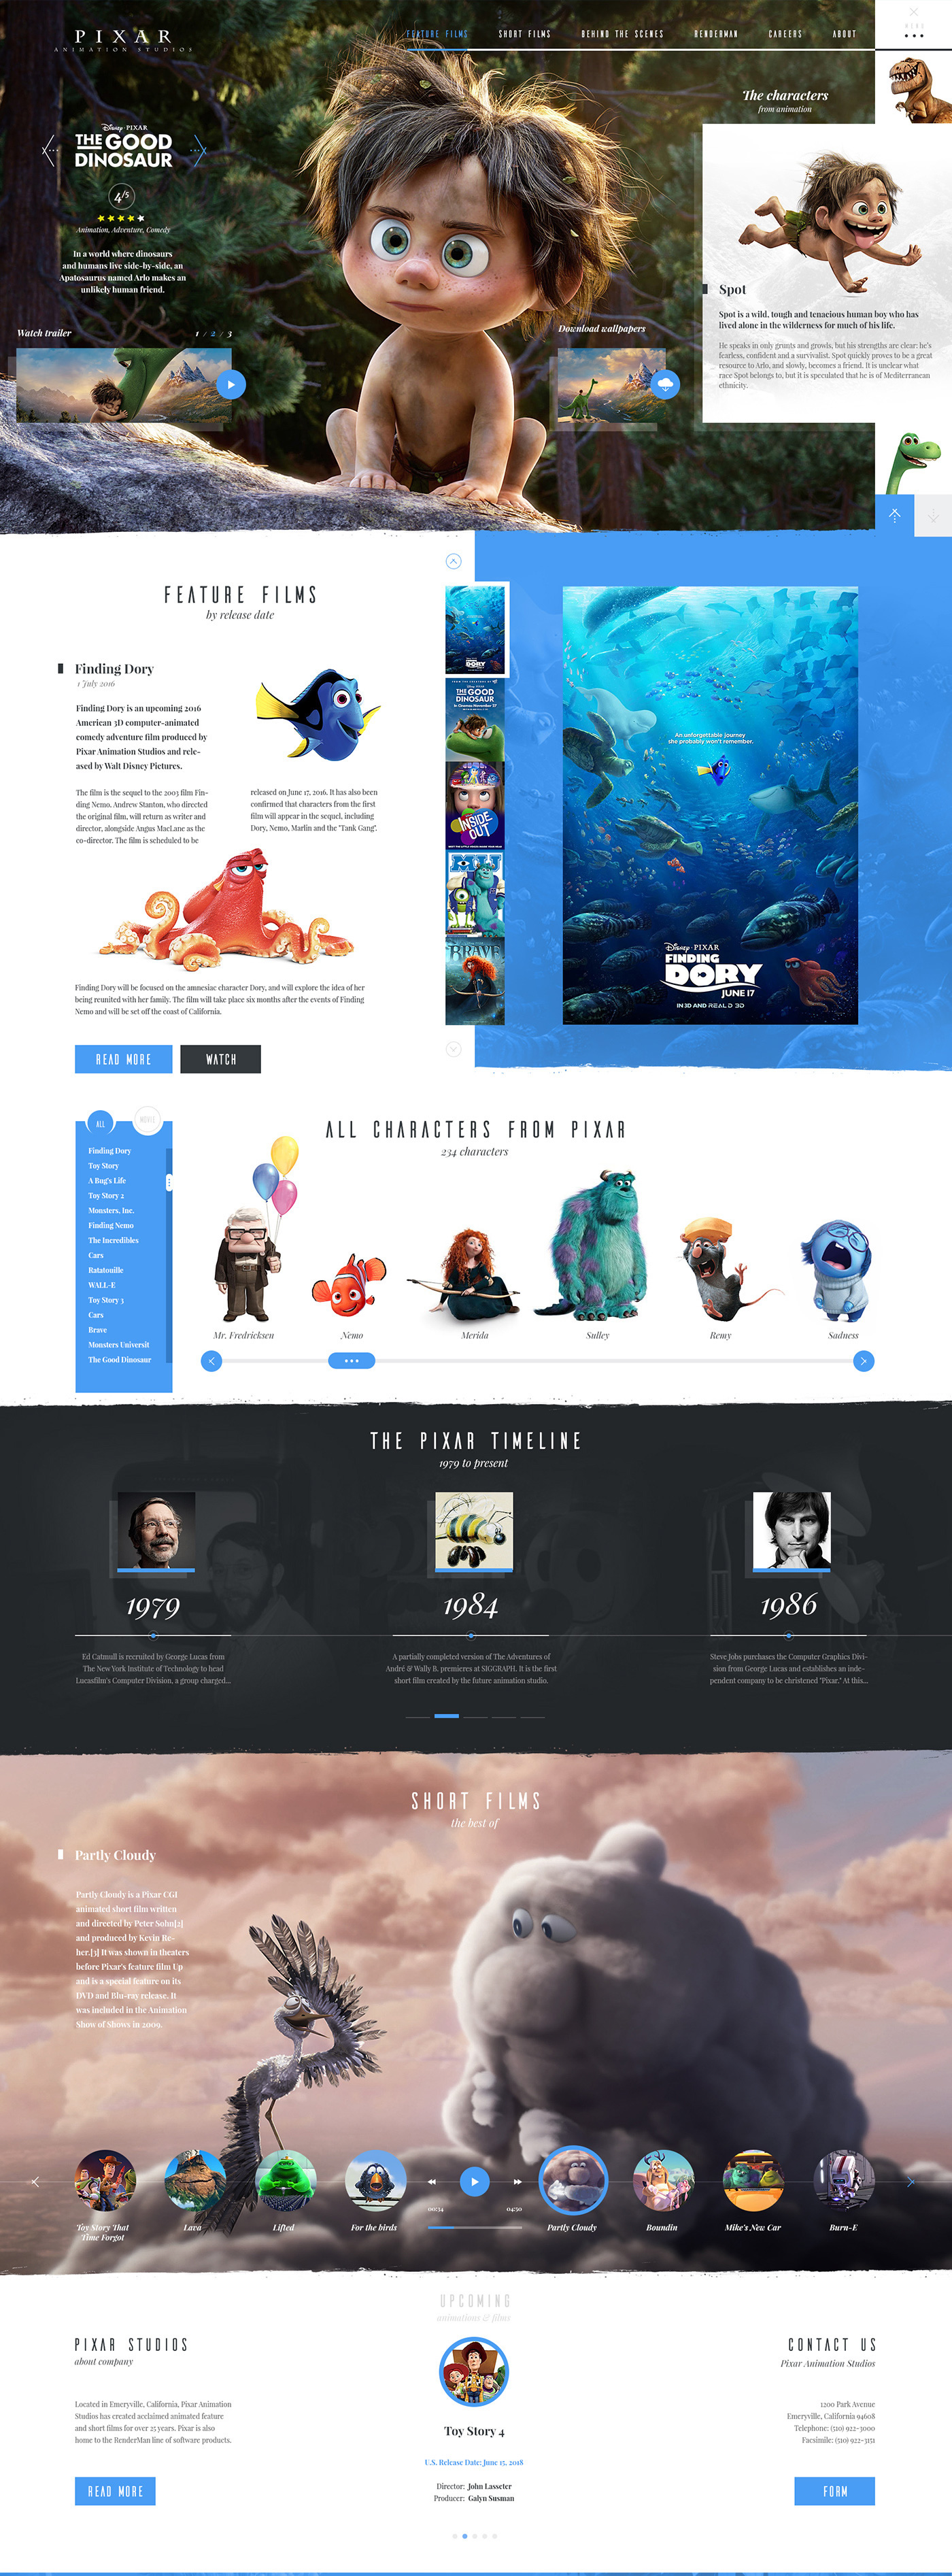 PIXAR
ANIMATION STUDIOS
FEATURE FILMS
SHORT FILMS
BEHIND THE SCENES
RENDERMAN
CAREERS
ABOUT
MENU
Disney·PIXAR
THE GOOD
DINOSAUR
4/5
Animation, Adventure, Comedy
In a world where dinosaurs
and humans live side-by-side, an
Apatosaurus named Arlo makes an
unlikely human friend.
Watch trailer
1 / 2 / 3
Download wallpapers
The characters
from animation
Spot
Spot is a wild, tough and tenacious human boy who has
lived alone in the wilderness for much of his life.
He speaks in only grunts and growls, but his strengths are clear: he's
fearless, confident and a survivalist. Spot quickly proves to be a great
resource to Arlo, and slowly, becomes a friend. It is unclear what
race Spot belongs to, but it is speculated that he is of Mediterranean
ethnicity.
FEATURE FILMS
by release date
Finding Dory
1 July 2016
Finding Dory is an upcoming 2016
American 3D computer-animated
comedy adventure film produced by
Pixar Animation Studios and rele-
ased by Walt Disney Pictures.
The film is the sequel to the 2003 film Fin-
ding Nemo. Andrew Stanton, who directed
the original film, will return as writer and
director, alongside Angus MacLane as the
co-director. The film is scheduled to be
released on June 17, 2016. It has also been
confirmed that characters from the first
film will appear in the sequel, including
Dory, Nemo, Marlin and the "Tank Gang".
Finding Dory will be focused on the amnesiac character Dory, and will explore the idea of her
being reunited with her family. The film will take place six months after the events of Finding
Nemo and will be set off the coast of California.
READ MORE
WATCH
DORY
THE GOOD
DINOSAUR
In Cinemas November 27
INSIDE
OUT
MU
BRAVE
An unforgettable journey
she probably won't remember.
Disney·PIXAR
FINDING
DORY
JUNE 17
IN 3D AND REAL D 3D
ALL
MOVIE
Finding Dory
Toy Story
A Bug's Life
Toy Story 2
Monsters, Inc.
Finding Nemo
The Incredibles
Cars
Ratatouille
WALL-E
Toy Story 3
Cars
Brave
Monsters Universit
The Good Dinosaur
ALL CHARACTERS FROM PIXAR
234 characters
Mr. Fredricksen
Nemo
Merida
Sulley
Remy
Sadness
THE PIXAR TIMELINE
1979 to present
1979
Ed Catmull is recruited by George Lucas from
The New York Institute of Technology to head
Lucasfilm's Computer Division, a group charged...
1984
A partially completed version of The Adventures of
André & Wally B. premieres at SIGGRAPH. It is the first
short film created by the future animation studio.
1986
Steve Jobs purchases the Computer Graphics Divi-
sion from George Lucas and establishes an inde-
pendent company to be christened "Pixar." At this...
SHORT FILMS
the best of
Partly Cloudy
Partly Cloudy is a Pixar CGI
animated short film written
and directed by Peter Sohn[2]
and produced by Kevin Re-
her.[3] It was shown in theaters
before Pixar's feature film Up
and is a special feature on its
DVD and Blu-ray release. It
was included in the Animation
Show of Shows in 2009.
Toy Story That
Time Forgot
Lava
Lifted
For the birds
00:34
04:50
Partly Cloudy
Boundin
Mike's New Car
Burn-E
UPCOMING
animations & films
PIXAR STUDIOS
about company
Located in Emeryville, California, Pixar Animation
Studios has created acclaimed animated feature
and short films for over 25 years. Pixar is also
home to the RenderMan line of software products.
READ MORE
Toy Story 4
U.S. Release Date: June 15, 2018
Director: John Lasseter
Producer: Galyn Susman
CONTACT US
Pixar Animation Studios
1200 Park Avenue
Emeryville, California 94608
Telephone: (510) 922-3000
Facsimile: (510) 922-3151
FORM